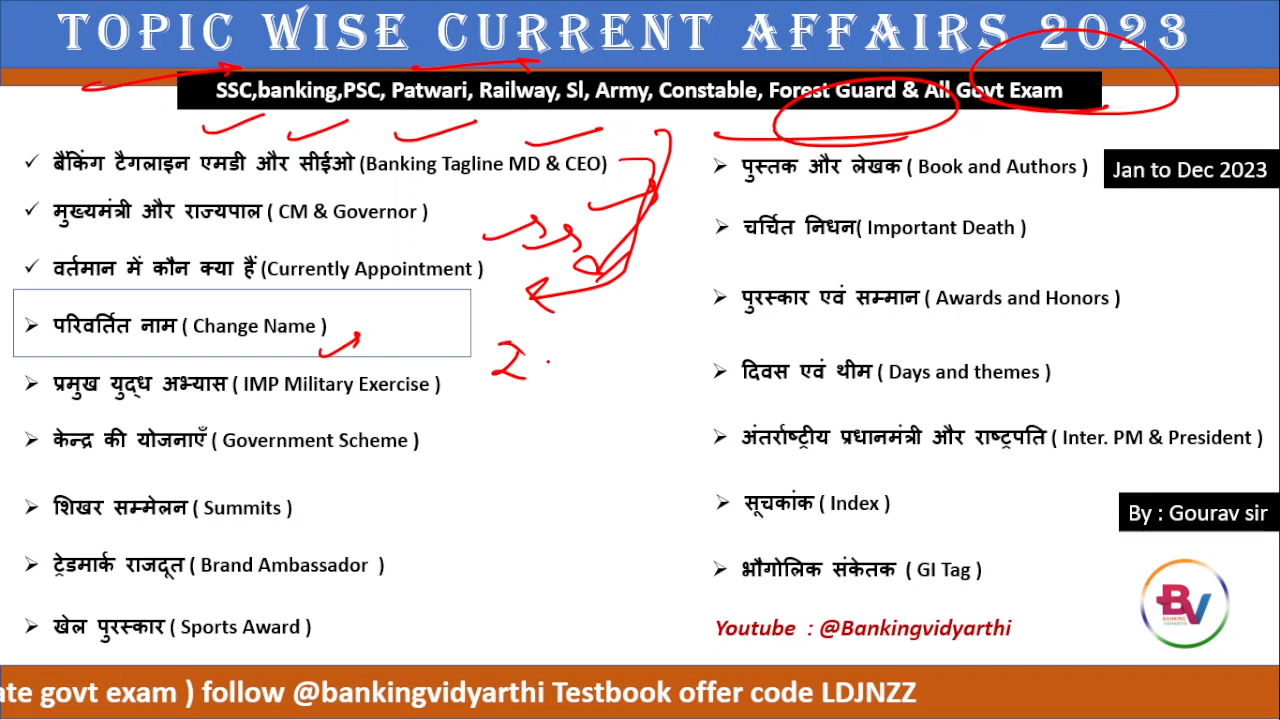 TOPIC WISE CURRENT AFFAIRS 2023
SSC,banking,PSC, Patwari, Railway, SI, Army, Constable, Forest Guard & All Govt Exam
बैंकिंग टैगलाइन एमडी और सीईओ (Banking Tagline MD & CEO)
मुख्यमंत्री और राज्यपाल ( CM & Governor )
वर्तमान में कौन क्या हैं (Currently Appointment )
परिवर्तित नाम ( Change Name )
प्रमुख युद्ध अभ्यास ( IMP Military Exercise )
केन्द्र की योजनाएँ ( Government Scheme )
शिखर सम्मेलन ( Summits )
ट्रेडमार्क राजदूत ( Brand Ambassador )
खेल पुरस्कार ( Sports Award )
2
पुस्तक और लेखक ( Book and Authors )
चर्चित निधन( Important Death )
पुरस्कार एवं सम्मान ( Awards and Honors )
दिवस एवं थीम ( Days and themes )
अंतर्राष्ट्रीय प्रधानमंत्री और राष्ट्रपति ( Inter. PM & President )
सूचकांक ( Index )
भौगोलिक संकेतक ( GI Tag )
Youtube : @Bankingvidyarthi
Jan to Dec 2023
By : Gourav sir
BV
BANKING
VIDYARTHI
ate govt exam ) follow @bankingvidyarthi Testbook offer code LDJNZZ